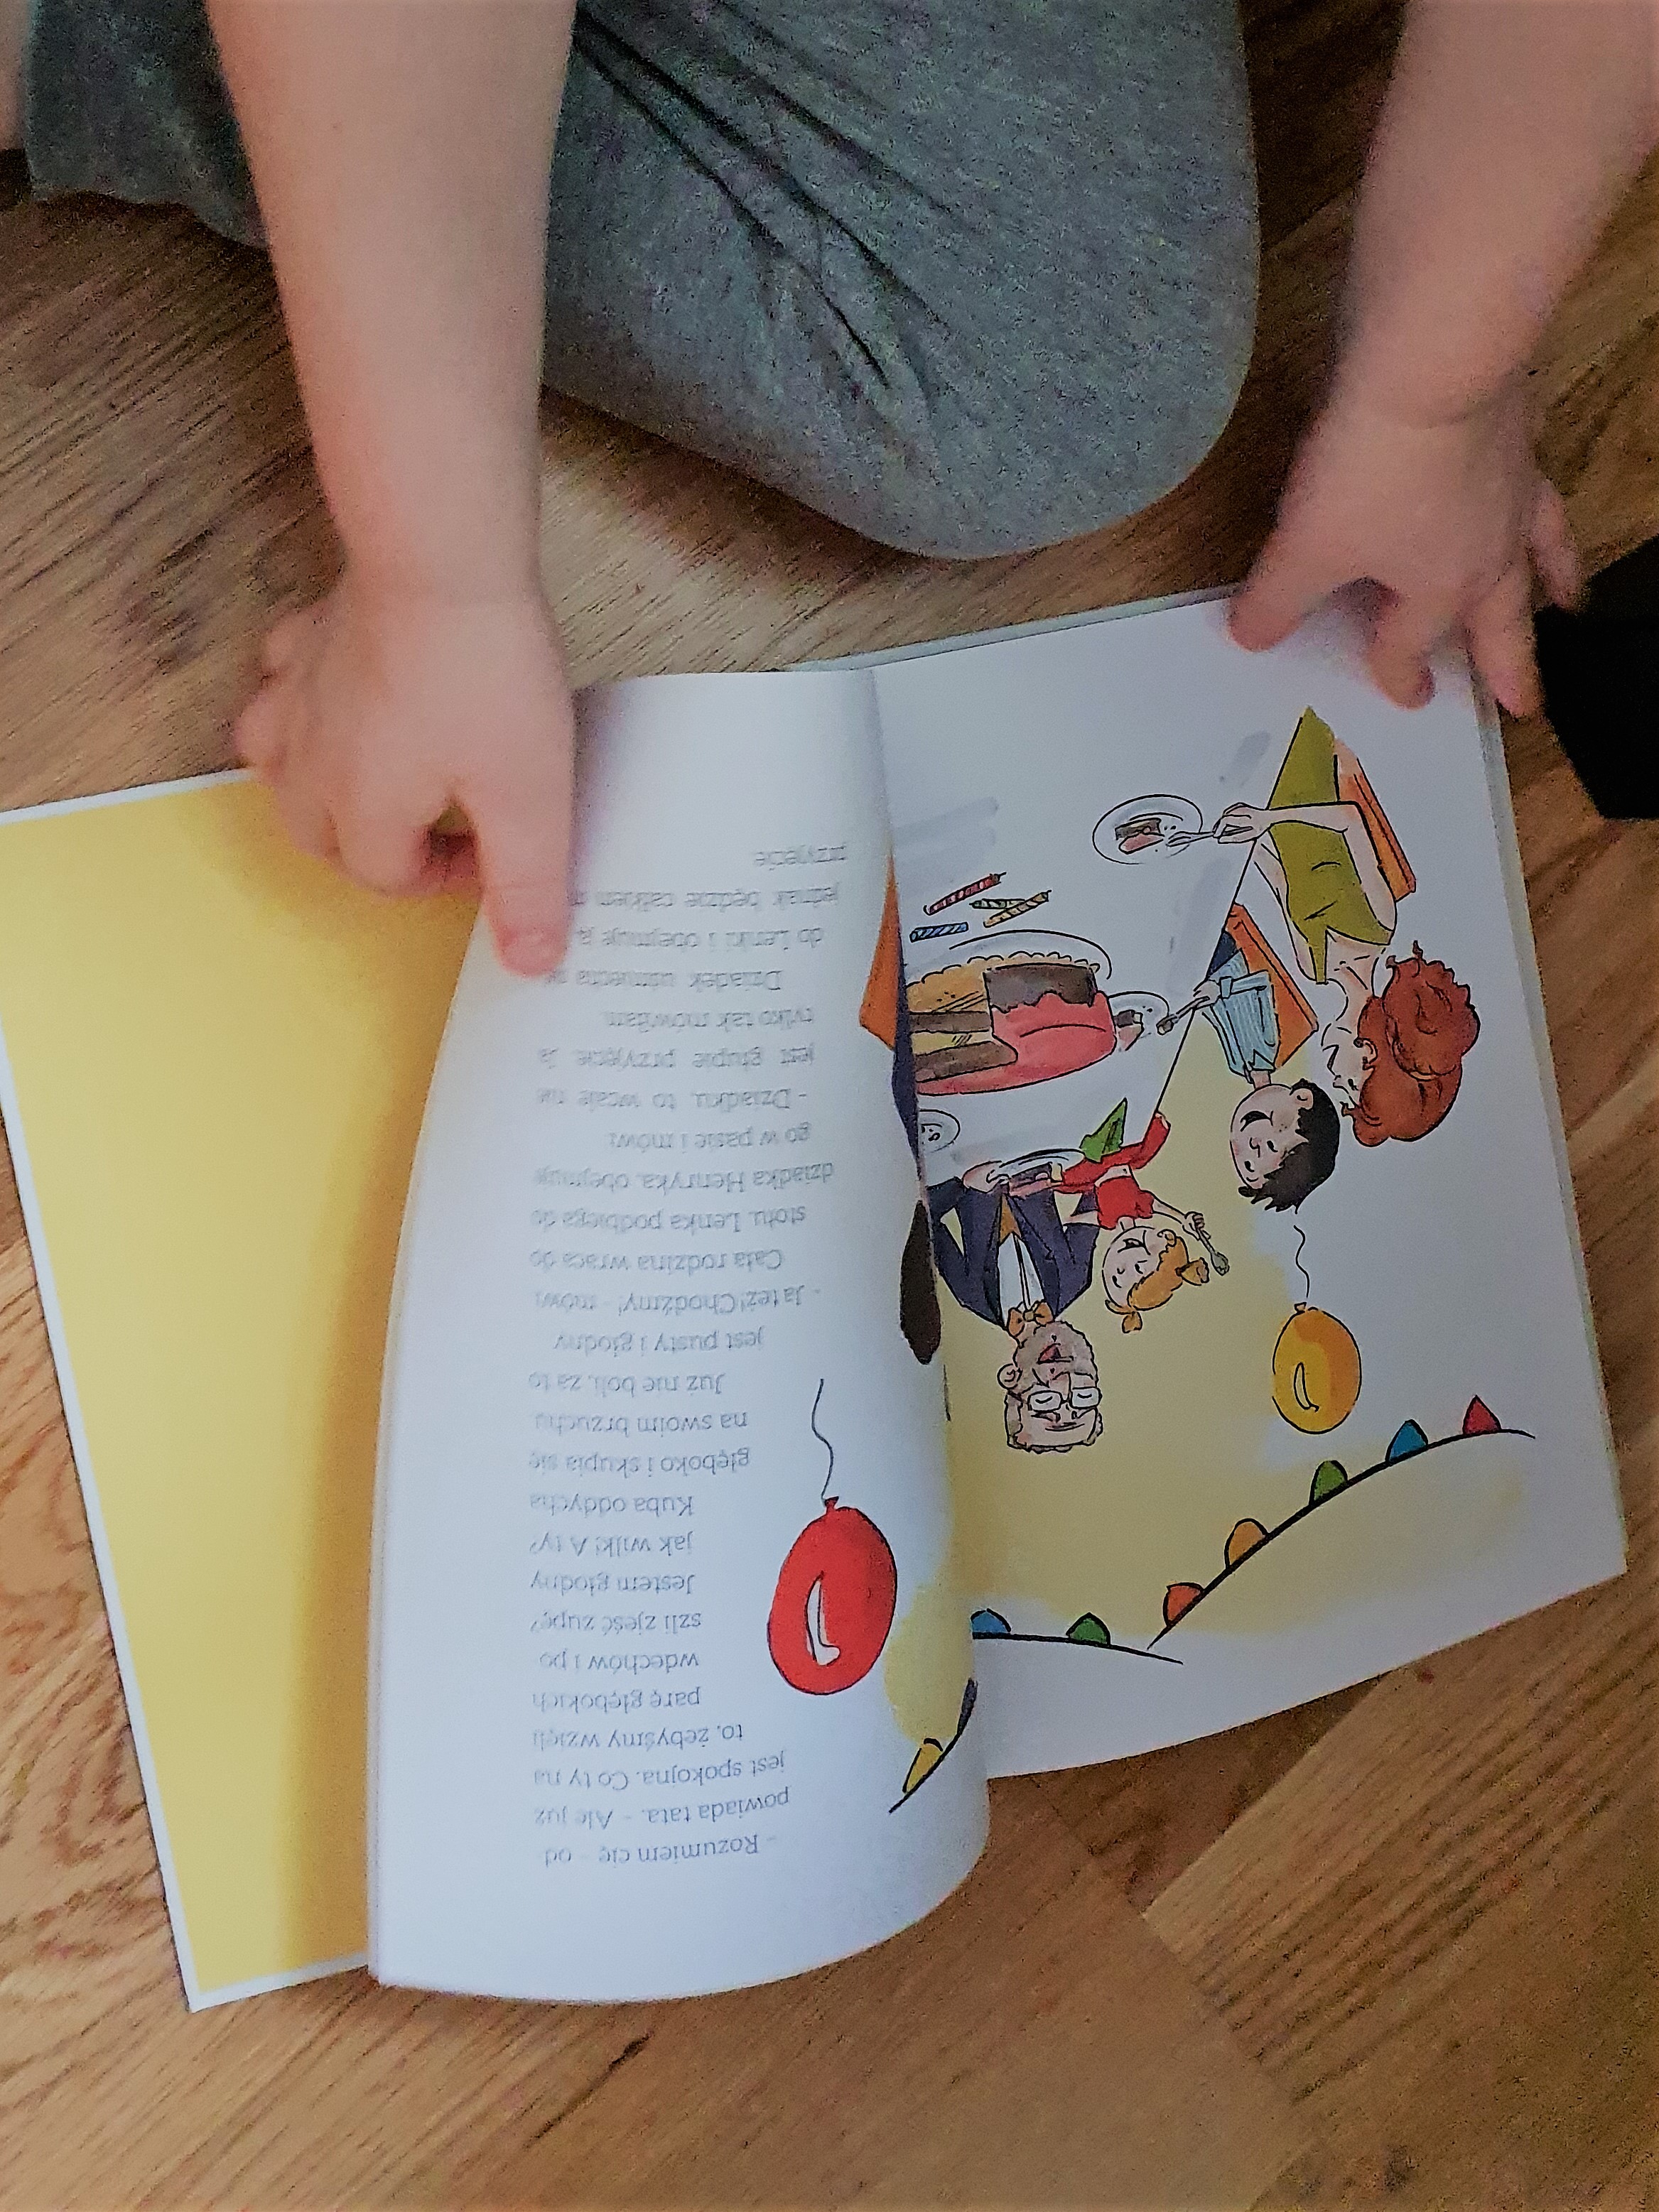 - Rozumiem cię - od-
powiada tata. - Ale już
jest spokojna. Co ty na
to, żebyśmy wzięli
parę głębokich
wdechów i po-
szli zjeść zupę?
Jestem głodny
jak wilk! A ty?
Kuba oddycha
głęboko i skupia się
na swoim brzuchu.
Już nie boli, za to
jest pusty i głodny.
- Ja też! Chodźmy! - mówi.
Cała rodzina wraca do
stołu. Lenka podbiega do
dziadka Henryka, obejmuje
go w pasie i mówi:
- Dziadku, to wcale nie
jest głupie przyjęcie. Ja
tylko tak mówiłam.
Dziadek uśmiecha
do Lenki i obejmuje ją
jednak będzie całkiem
przyjęcie